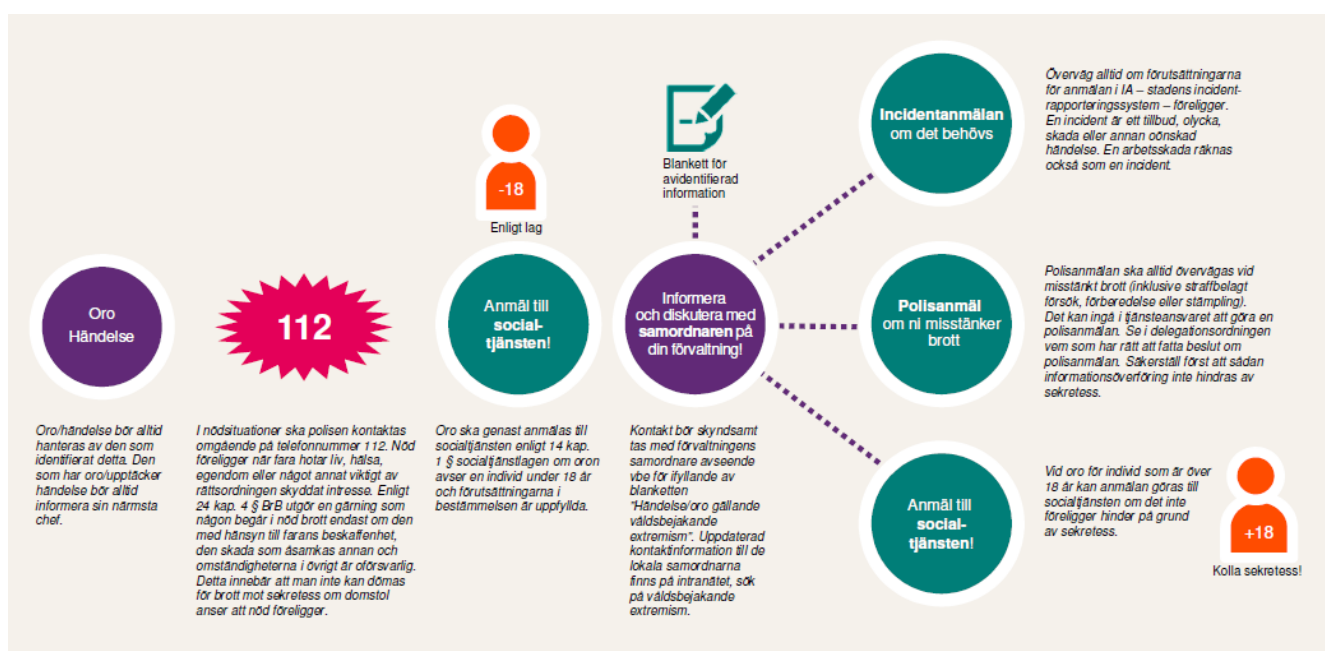 Oro
Händelse
Oro/händelse bör alltid
hanteras av den som
identifierat detta. Den
som har oro/upptäcker
händelse bör alltid
informera sin närmsta
chef.
112
I nödsituationer ska polisen kontaktas
omgående på telefonnummer 112. Nöd
föreligger när fara hotar liv, hälsa,
egendom eller något annat viktigt av
rättsordningen skyddat intresse. Enligt
24 kap. 4 § BrB utgör en gärning som
någon begår i nöd brott endast om den
med hänsyn till farans beskaffenhet,
den skada som åsamkas annan och
omständigheterna i övrigt är oförsvarlig.
Detta innebär att man inte kan dömas
för brott mot sekretess om domstol
anser att nöd föreligger.
-18
Enligt lag
Anmäl till
social-
tjänsten!
Oro ska genast anmälas till
socialtjänsten enligt 14 kap.
1 § socialtjänstlagen om oron
avser en individ under 18 år
och förutsättningarna i
bestämmelsen är uppfyllda.
Blankett för
avidentifierad
information
Informera
och diskutera med
samordnaren på
din förvaltning!
Kontakt bör skyndsamt
tas med förvaltningens
samordnare avseende
vbe för ifyllande av
blanketten
"Händelse/oro gällande
våldsbejakande
extremism". Uppdaterad
kontaktinformation till de
lokala samordnarna
finns på intranätet, sök
på våldsbejakande
extremism.
Incidentanmälan
om det behövs
Överväg alltid om förutsättningarna
för anmälan i IA – stadens incident-
rapporteringssystem – föreligger.
En incident är ett tillbud, olycka,
skada eller annan oönskad
händelse. En arbetsskada räknas
också som en incident.
Polisanmäl
om ni misstänker
brott
Polisanmälan ska alltid övervägas vid
misstänkt brott (inklusive straffbelagt
försök, förberedelse eller stämpling).
Det kan ingå i tjänsteansvaret att göra en
polisanmälan. Se i delegationsordningen
vem som har rätt att fatta beslut om
polisanmälan. Säkerställ först att sådan
informationsöverföring inte hindras av
sekretess.
Anmäl till
social-
tjänsten!
Vid oro för individ som är över
18 år kan anmälan göras till
socialtjänsten om det inte
föreligger hinder på grund
av sekretess.
+18
Kolla sekretess!